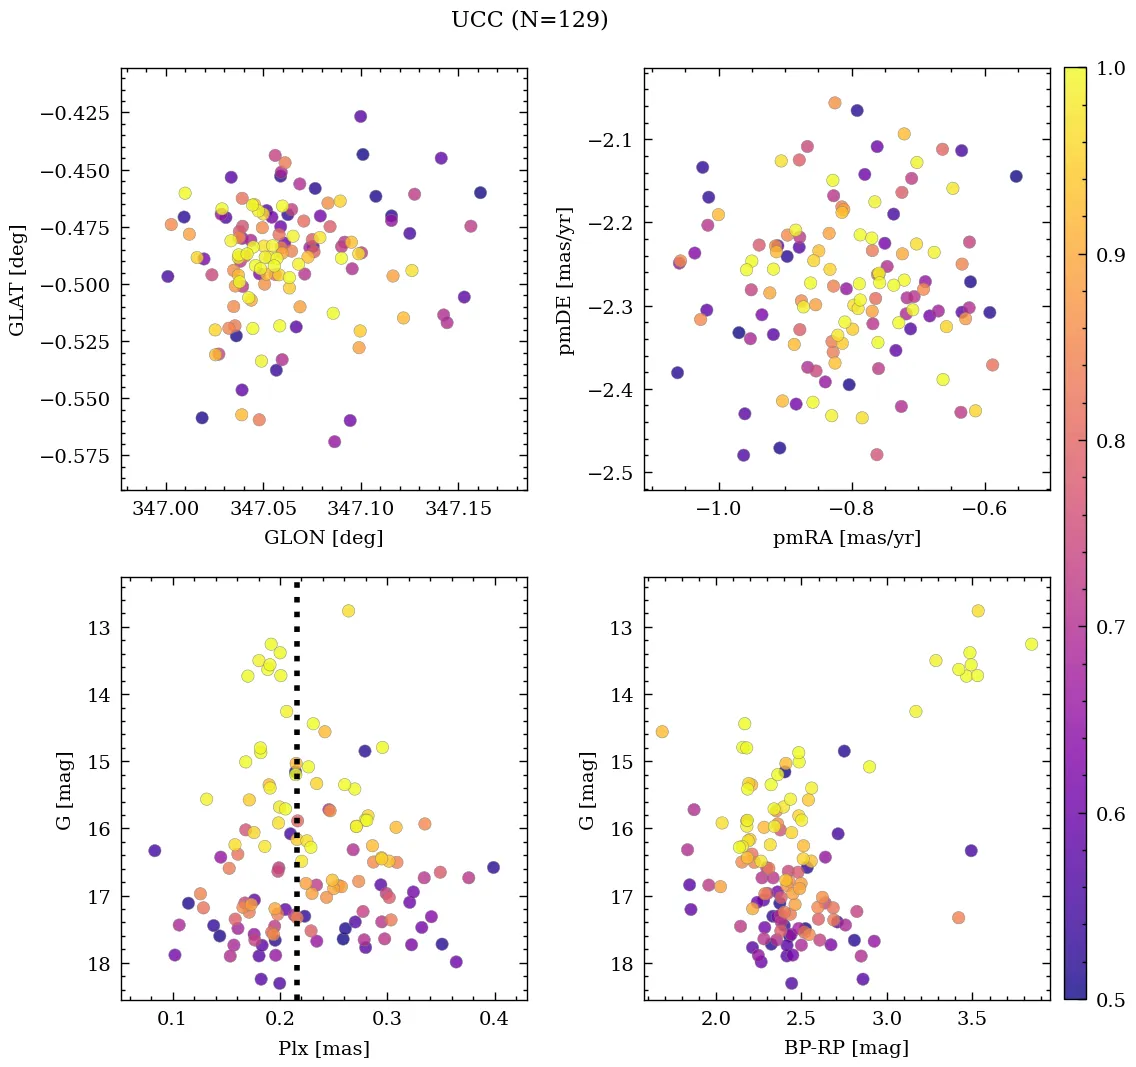 UCC (N=129)
−0.425
−0.450
−0.475
−0.500
−0.525
−0.550
−0.575
GLAT [deg]
347.00 347.05 347.10 347.15
GLON [deg]
−2.1
−2.2
−2.3
−2.4
−2.5
pmDE [mas/yr]
−1.0 −0.8 −0.6
pmRA [mas/yr]
13
14
15
16
17
18
G [mag]
0.1 0.2 0.3 0.4
Plx [mas]
13
14
15
16
17
18
G [mag]
2.0 2.5 3.0 3.5
BP-RP [mag]
1.0
0.9
0.8
0.7
0.6
0.5